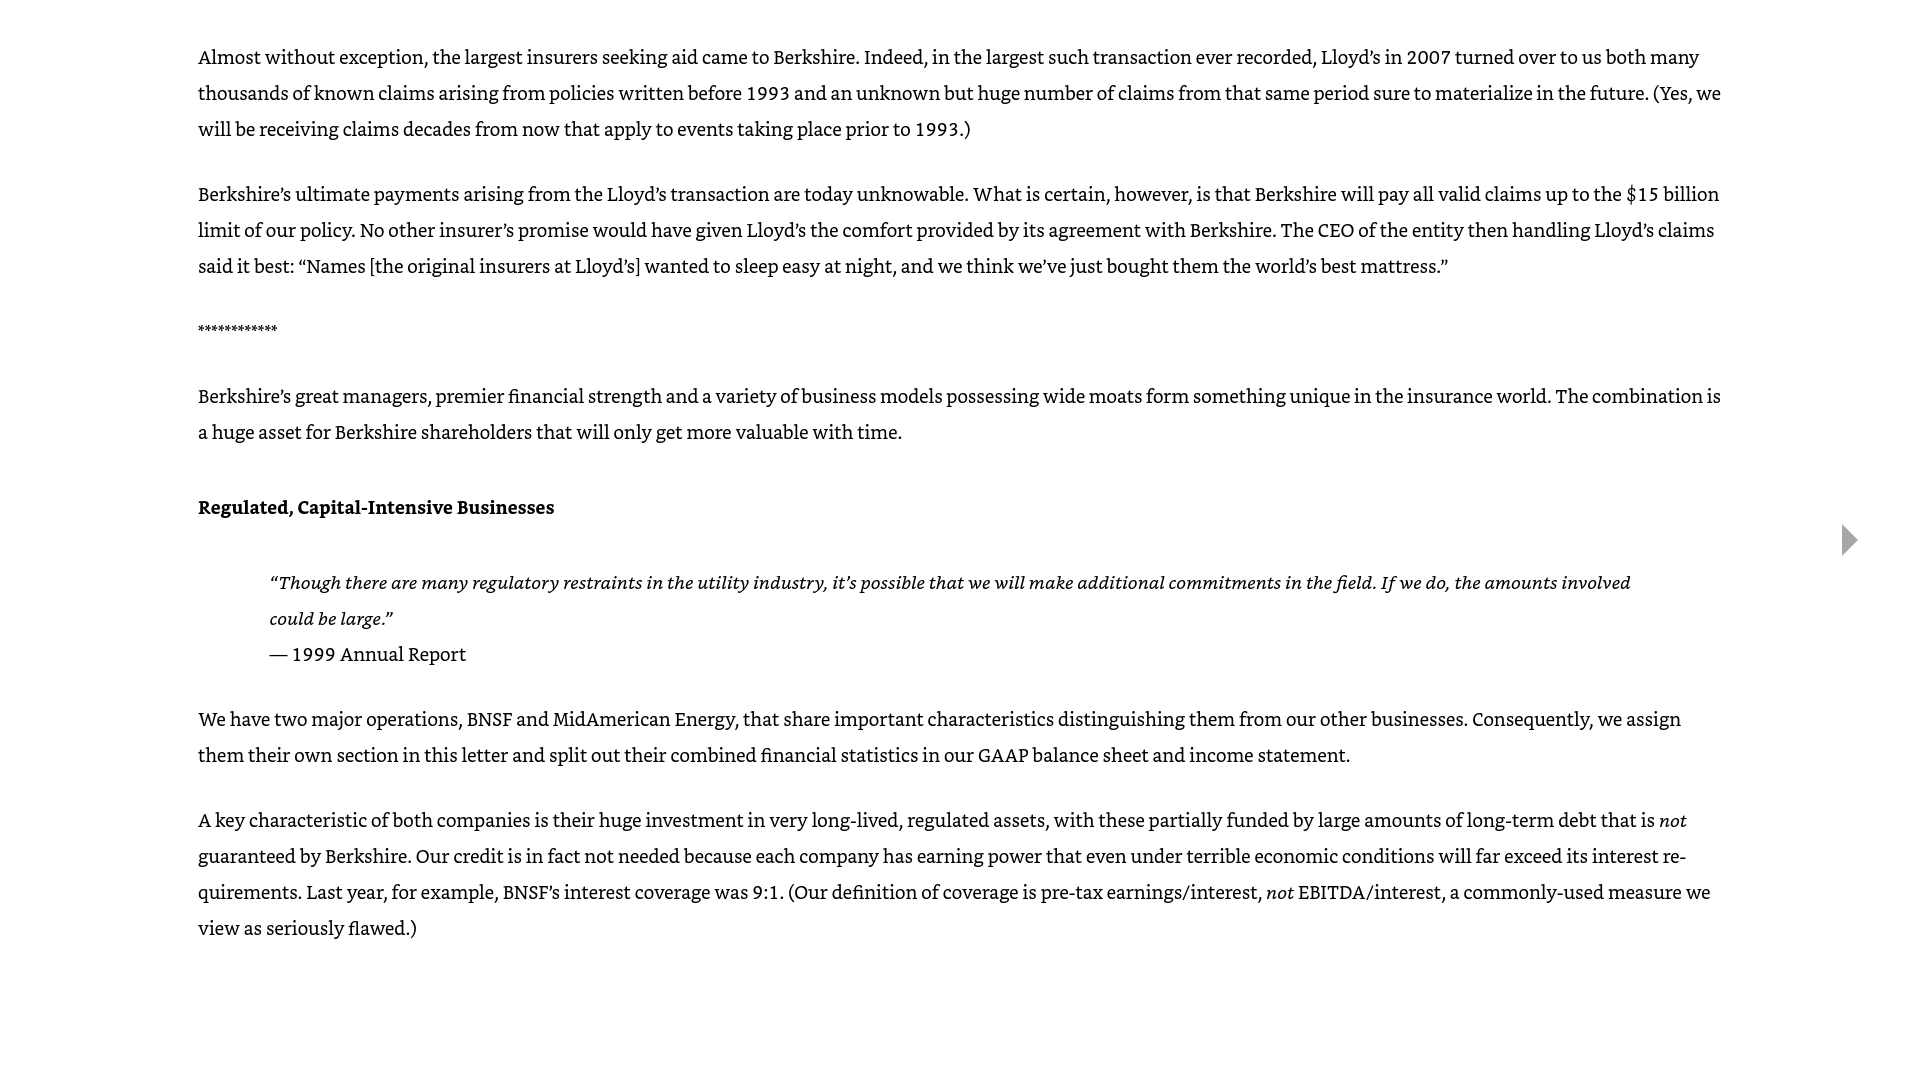 Almost without exception, the largest insurers seeking aid came to Berkshire. Indeed, in the largest such transaction ever recorded, Lloyd’s in 2007 turned over to us both many
thousands of known claims arising from policies written before 1993 and an unknown but huge number of claims from that same period sure to materialize in the future. (Yes, we
will be receiving claims decades from now that apply to events taking place prior to 1993.)
Berkshire’s ultimate payments arising from the Lloyd’s transaction are today unknowable. What is certain, however, is that Berkshire will pay all valid claims up to the $15 billion
limit of our policy. No other insurer’s promise would have given Lloyd’s the comfort provided by its agreement with Berkshire. The CEO of the entity then handling Lloyd’s claims
said it best: “Names [the original insurers at Lloyd’s] wanted to sleep easy at night, and we think we’ve just bought them the world’s best mattress.”
************
Berkshire’s great managers, premier financial strength and a variety of business models possessing wide moats form something unique in the insurance world. The combination is
a huge asset for Berkshire shareholders that will only get more valuable with time.
Regulated, Capital-Intensive Businesses
“Though there are many regulatory restraints in the utility industry, it’s possible that we will make additional commitments in the field. If we do, the amounts involved
could be large.”
— 1999 Annual Report
We have two major operations, BNSF and MidAmerican Energy, that share important characteristics distinguishing them from our other businesses. Consequently, we assign
them their own section in this letter and split out their combined financial statistics in our GAAP balance sheet and income statement.
A key characteristic of both companies is their huge investment in very long-lived, regulated assets, with these partially funded by large amounts of long-term debt that is not
guaranteed by Berkshire. Our credit is in fact not needed because each company has earning power that even under terrible economic conditions will far exceed its interest re-
quirements. Last year, for example, BNSF’s interest coverage was 9:1. (Our definition of coverage is pre-tax earnings/interest, not EBITDA/interest, a commonly-used measure we
view as seriously flawed.)